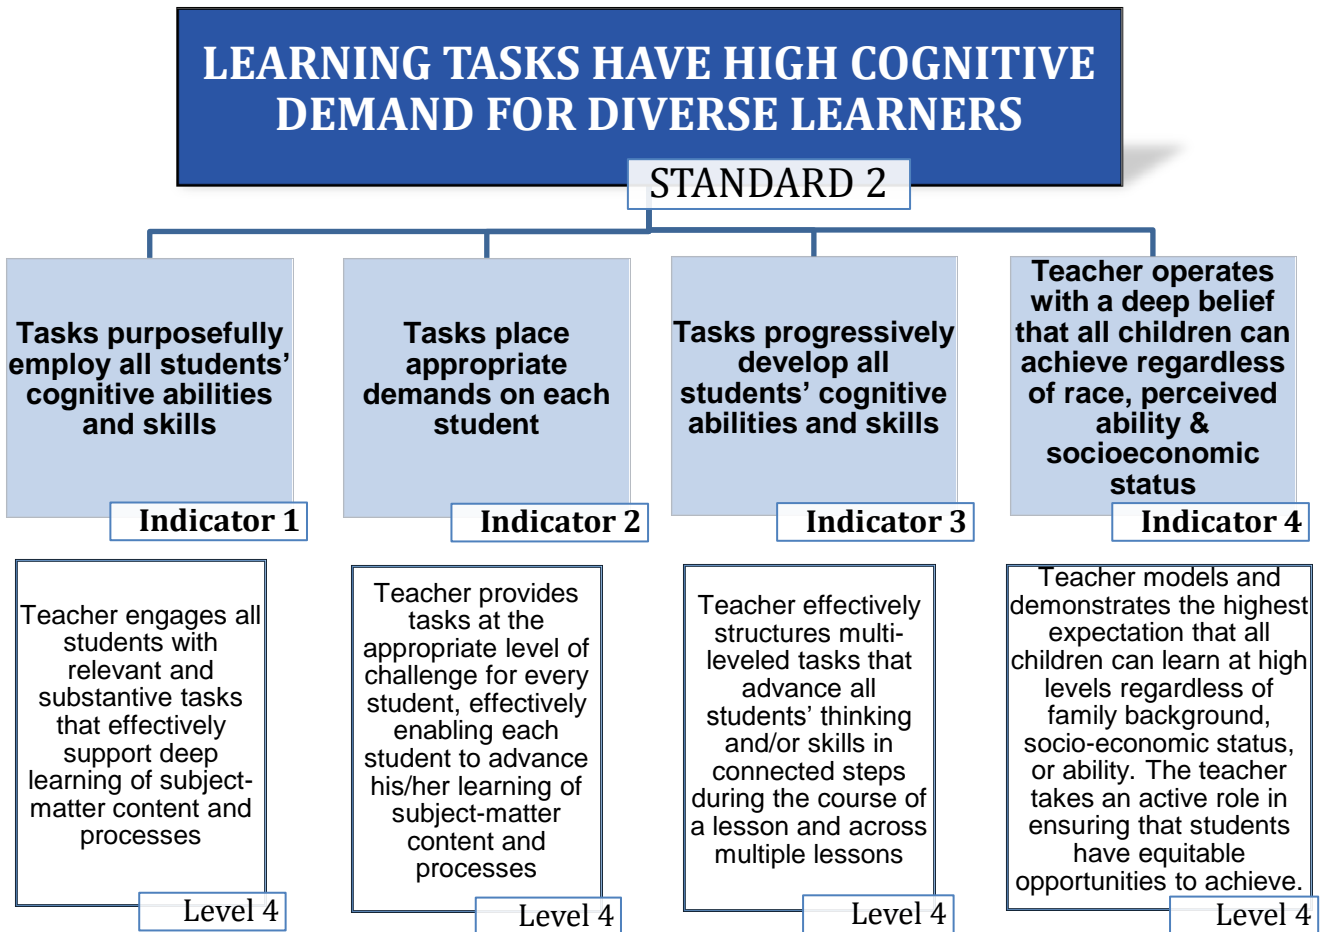 LEARNING TASKS HAVE HIGH COGNITIVE
DEMAND FOR DIVERSE LEARNERS
STANDARD 2
Tasks purposefully
employ all students’
cognitive abilities
and skills
Indicator 1
Tasks place
appropriate
demands on each
student
Indicator 2
Tasks progressively
develop all
students’ cognitive
abilities and skills
Indicator 3
Teacher operates
with a deep belief
that all children can
achieve regardless
of race, perceived
ability &
socioeconomic
status
Indicator 4
Teacher engages all
students with
relevant and
substantive tasks
that effectively
support deep
learning of subject-
matter content and
processes
Level 4
Teacher provides
tasks at the
appropriate level of
challenge for every
student, effectively
enabling each
student to advance
his/her learning of
subject-matter
content and
processes
Level 4
Teacher effectively
structures multi-
leveled tasks that
advance all
students’ thinking
and/or skills in
connected steps
during the course of
a lesson and across
multiple lessons
Level 4
Teacher models and
demonstrates the highest
expectation that all
children can learn at high
levels regardless of
family background,
socio-economic status,
or ability. The teacher
takes an active role in
ensuring that students
have equitable
opportunities to achieve.
Level 4